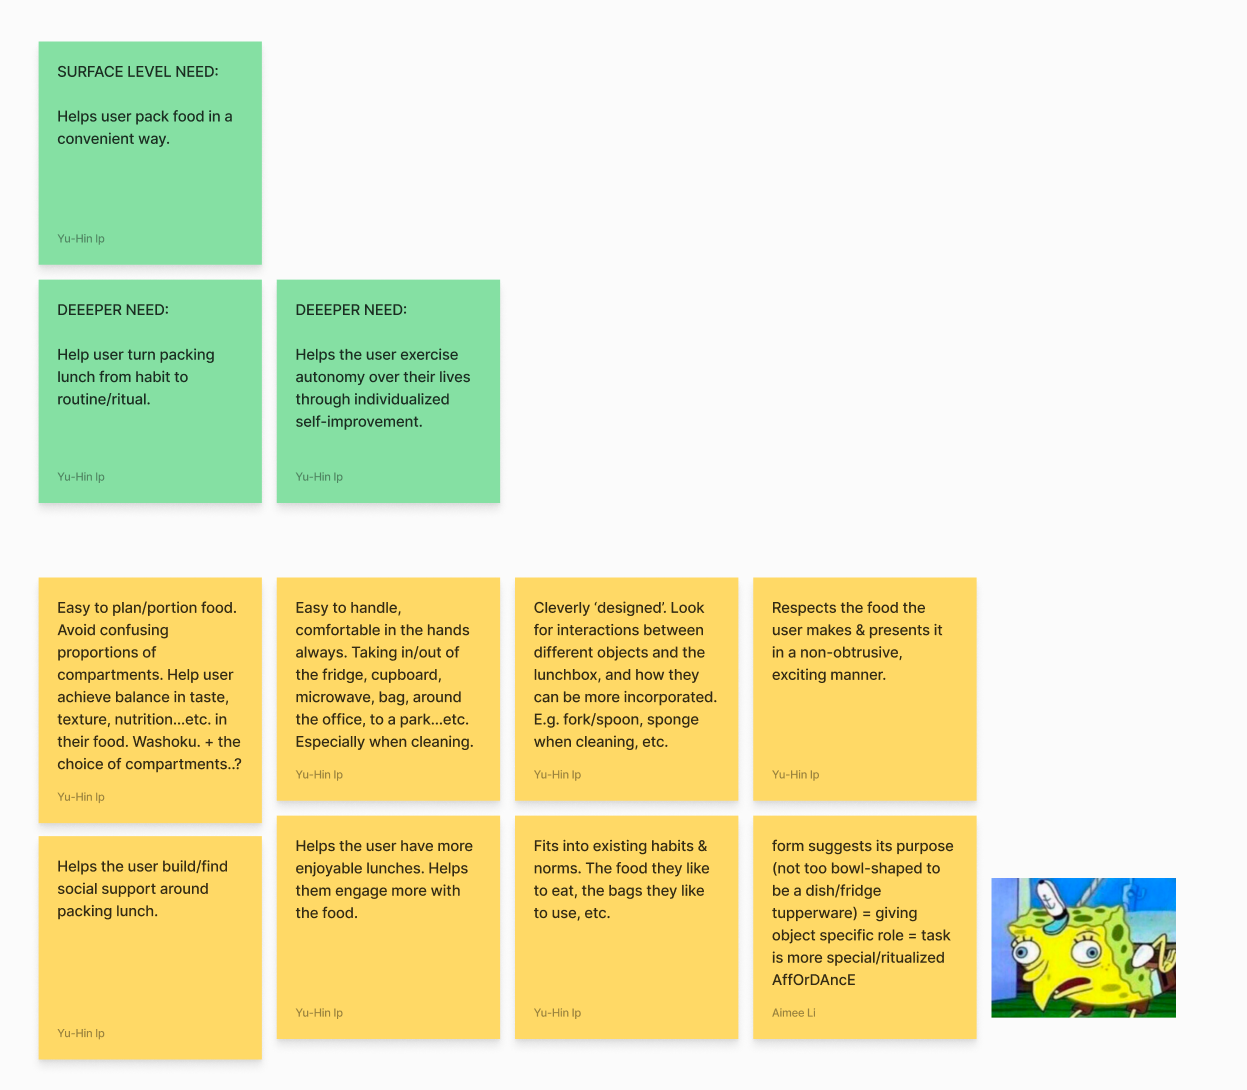 SURFACE LEVEL NEED:
Helps user pack food in a
convenient way.
Yu-Hin Ip
DEEEPER NEED:
Help user turn packing
lunch from habit to
routine/ritual.
Yu-Hin Ip
DEEEPER NEED:
Helps the user exercise
autonomy over their lives
through individualized
self-improvement.
Yu-Hin Ip
Easy to plan/portion food.
Avoid confusing
proportions of
compartments. Help user
achieve balance in taste,
texture, nutrition...etc. in
their food. Washoku. + the
choice of compartments..?
Yu-Hin Ip
Easy to handle,
comfortable in the hands
always. Taking in/out of
the fridge, cupboard,
microwave, bag, around
the office, to a park...etc.
Especially when cleaning.
Yu-Hin Ip
Cleverly ‘designed’. Look
for interactions between
different objects and the
lunchbox, and how they
can be more incorporated.
E.g. fork/spoon, sponge
when cleaning, etc.
Yu-Hin Ip
Respects the food the
user makes & presents it
in a non-obtrusive,
exciting manner.
Yu-Hin Ip
Helps the user build/find
social support around
packing lunch.
Yu-Hin Ip
Helps the user have more
enjoyable lunches. Helps
them engage more with
the food.
Yu-Hin Ip
Fits into existing habits &
norms. The food they like
to eat, the bags they like
to use, etc.
Yu-Hin Ip
form suggests its purpose
(not too bowl-shaped to
be a dish/fridge
tupperware) = giving
object specific role = task
is more special/ritualized
AffOrDAncE
Aimee Li